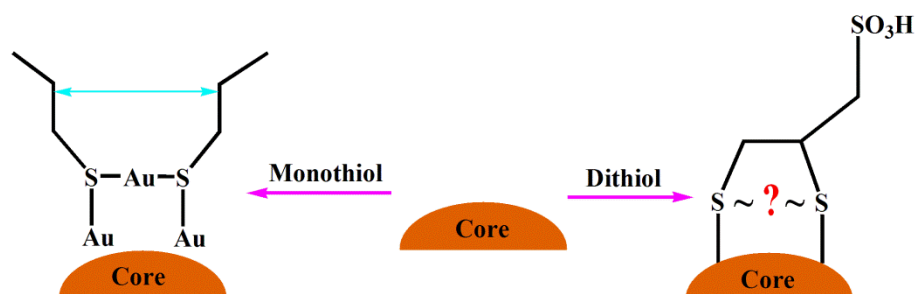 SO3H
S Au S
Monothiol
Dithiol
S ~ ? ~ S
Au Au
Core
Core
Core